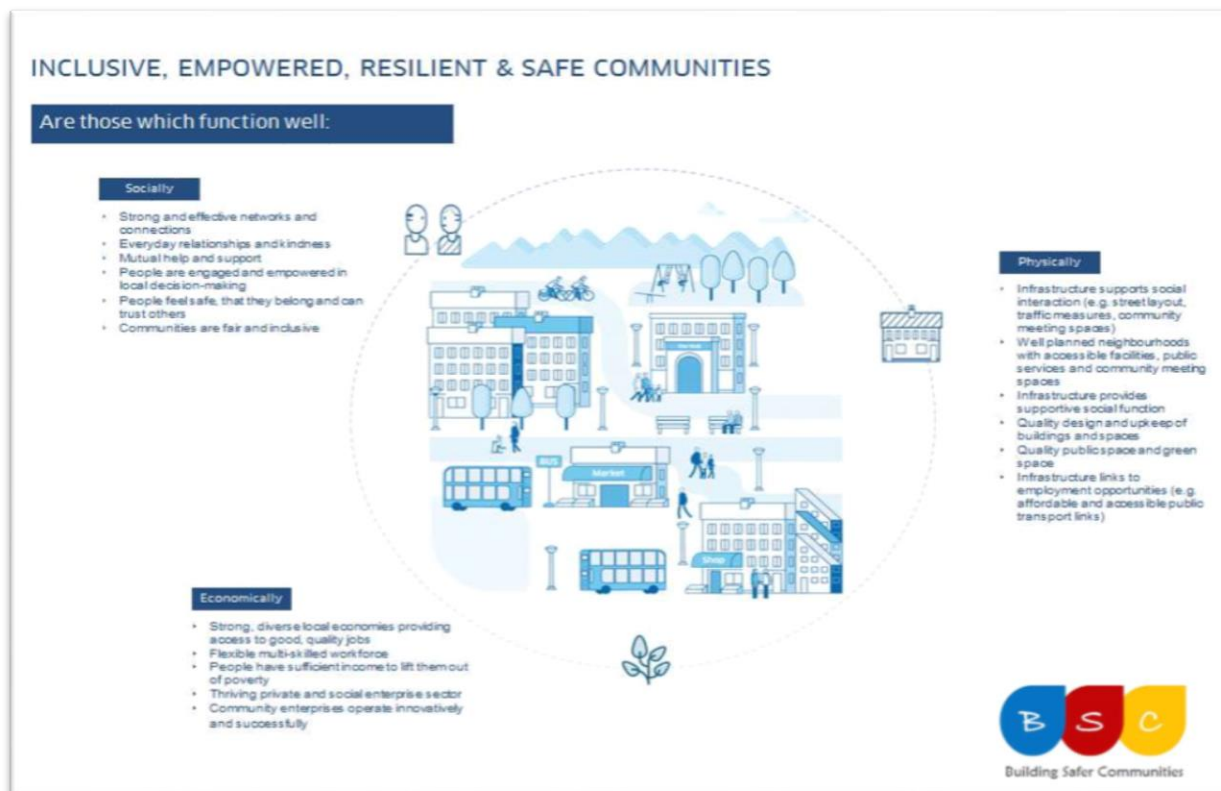 INCLUSIVE, EMPOWERED, RESILIENT & SAFE COMMUNITIES
Are those which function well:
Socially
• Strong and effective networks and
connections
• Everyday relationships and kindness
• Mutual help and support
• People are engaged and empowered in
local decision-making
• People feel safe, that they belong and can
trust others
• Communities are fair and inclusive
Physically
• Infrastructure supports social
interaction (e.g. street layout,
traffic measures, community
meeting spaces)
• Well planned neighbourhoods
with accessible facilities, public
services and community meeting
spaces
• Infrastructure provides
supportive social function
• Quality design and upkeep of
buildings and spaces
• Quality public space and green
space
• Infrastructure links to
employment opportunities (e.g.
affordable and accessible public
transport links)
BUS
Market
Shop
Economically
• Strong, diverse local economies providing
access to good, quality jobs
• Flexible multi-skilled workforce
• People have sufficient income to lift them out
of poverty
• Thriving private and social enterprise sector
• Community enterprises operate innovatively
and successfully
B S C
Building Safer Communities